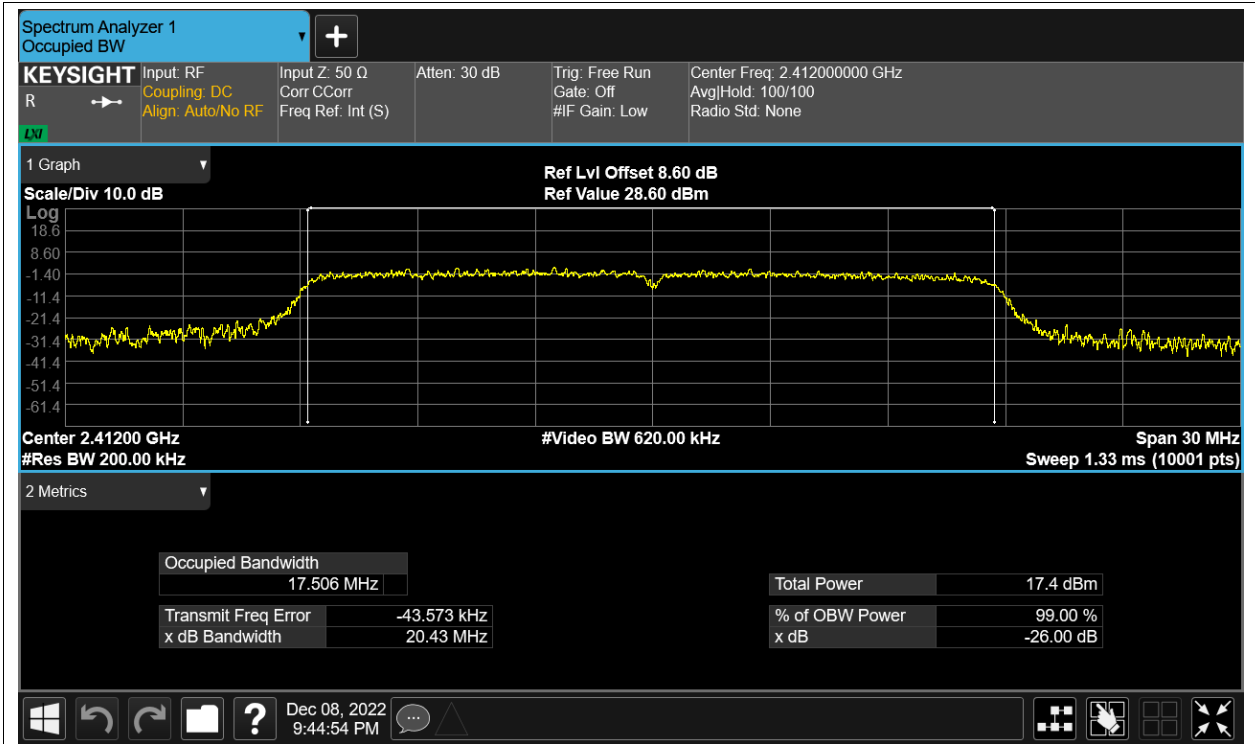 Spectrum Analyzer 1
Occupied BW
KEYSIGHT
R
LXI
Input: RF
Coupling: DC
Align: Auto/No RF
Input Z: 50 Ω
Corr CCorr
Freq Ref: Int (S)
Atten: 30 dB
Trig: Free Run
Gate: Off
#IF Gain: Low
Center Freq: 2.412000000 GHz
Avg|Hold: 100/100
Radio Std: None
1 Graph
Scale/Div 10.0 dB
Ref Lvl Offset 8.60 dB
Ref Value 28.60 dBm
Log
18.6
8.60
-1.40
-11.4
-21.4
-31.4
-41.4
-51.4
-61.4
Center 2.41200 GHz
#Res BW 200.00 kHz
#Video BW 620.00 kHz
Span 30 MHz
Sweep 1.33 ms (10001 pts)
2 Metrics
Occupied Bandwidth
17.506 MHz
Transmit Freq Error -43.573 kHz
x dB Bandwidth 20.43 MHz
Total Power 17.4 dBm
% of OBW Power 99.00 %
x dB -26.00 dB
?
Dec 08, 2022
9:44:54 PM